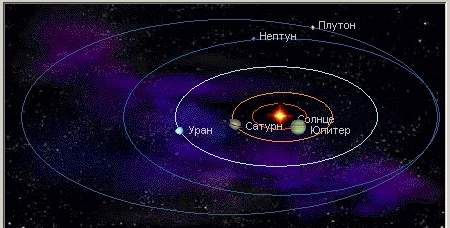 Плутон
Нептун
Солнце
Сатурн
Юпитер
Уран